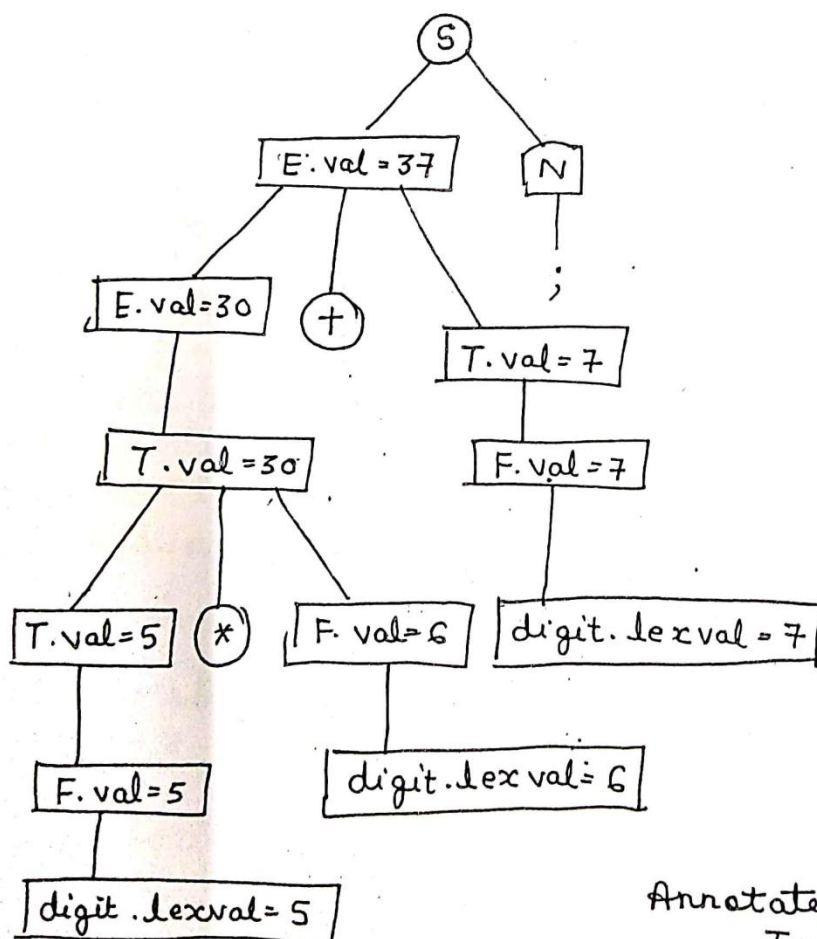 S
E.val=37
N
E.val=30
+
;
T.val=7
T.val=30
F.val=7
T.val=5
*
F.val=6
digit.lexval=7
F.val=5
digit.lexval=6
digit.lexval=5